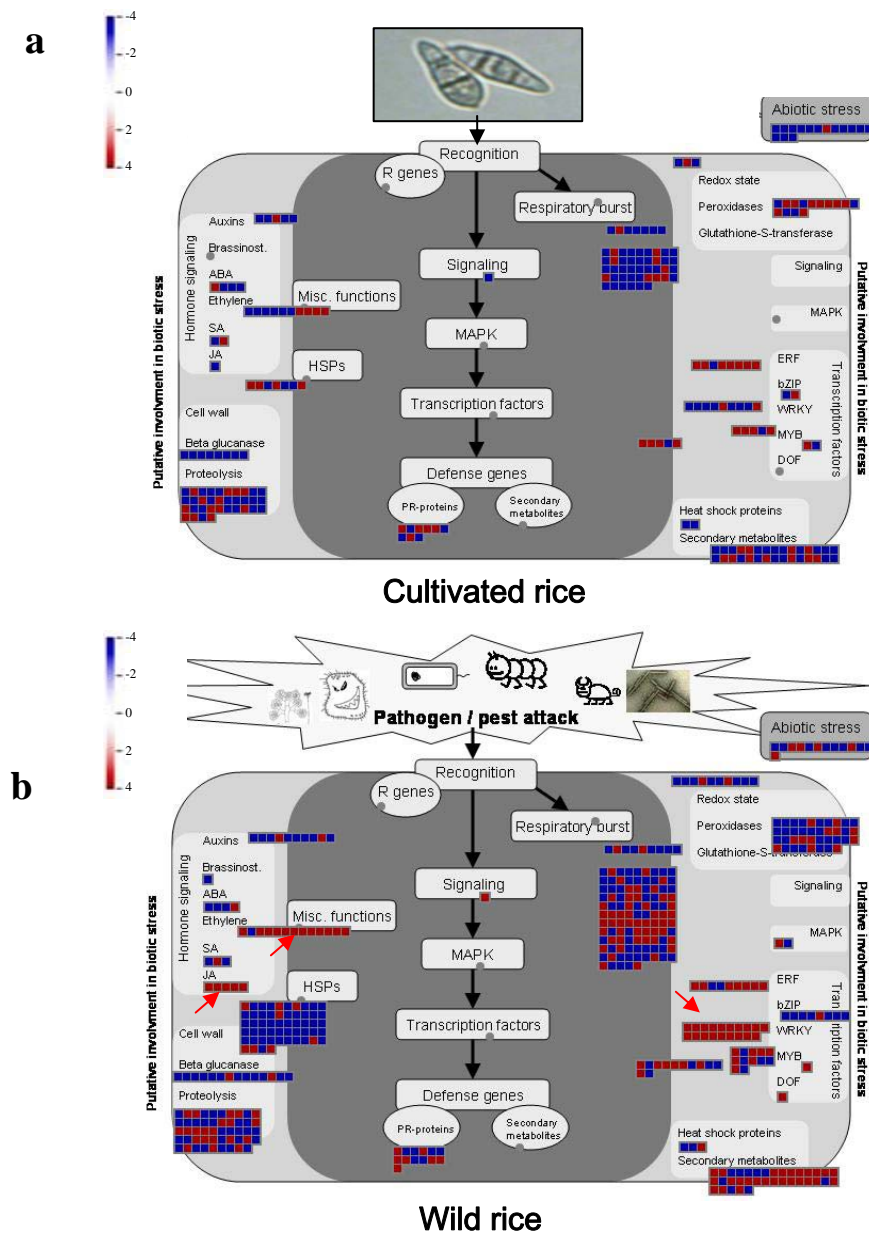 a
-4
-2
0
2
4
Abiotic stress
Recognition
R genes
Respiratory burst
Redox state
Peroxidases
Glutathione-S-transferase
Auxins
Brassinost.
ABA
Ethylene
SA
JA
Hormone signaling
Misc. functions
Signaling
Signaling
MAPK
MAPK
HSPs
ERF
bZIP
WRKY
MYB
DOF
Transcription factors
Transcription factors
Putative involvment in biotic stress
Putative involvment in biotic stress
Cell wall
Beta glucanase
Proteolysis
Defense genes
PR-proteins
Secondary
metabolites
Heat shock proteins
Secondary metabolites
Cultivated rice
b
-4
-2
0
2
4
Pathogen / pest attack
Abiotic stress
Recognition
R genes
Respiratory burst
Redox state
Peroxidases
Glutathione-S-transferase
Auxins
Brassinost.
ABA
Ethylene
SA
JA
Hormone signaling
Misc. functions
Signaling
Signaling
MAPK
MAPK
HSPs
ERF
bZIP
WRKY
MYB
DOF
Transcription factors
Transcription factors
Putative involvment in biotic stress
Putative involvment in biotic stress
Cell wall
Beta glucanase
Proteolysis
Defense genes
PR-proteins
Secondary
metabolites
Heat shock proteins
Secondary metabolites
Wild rice